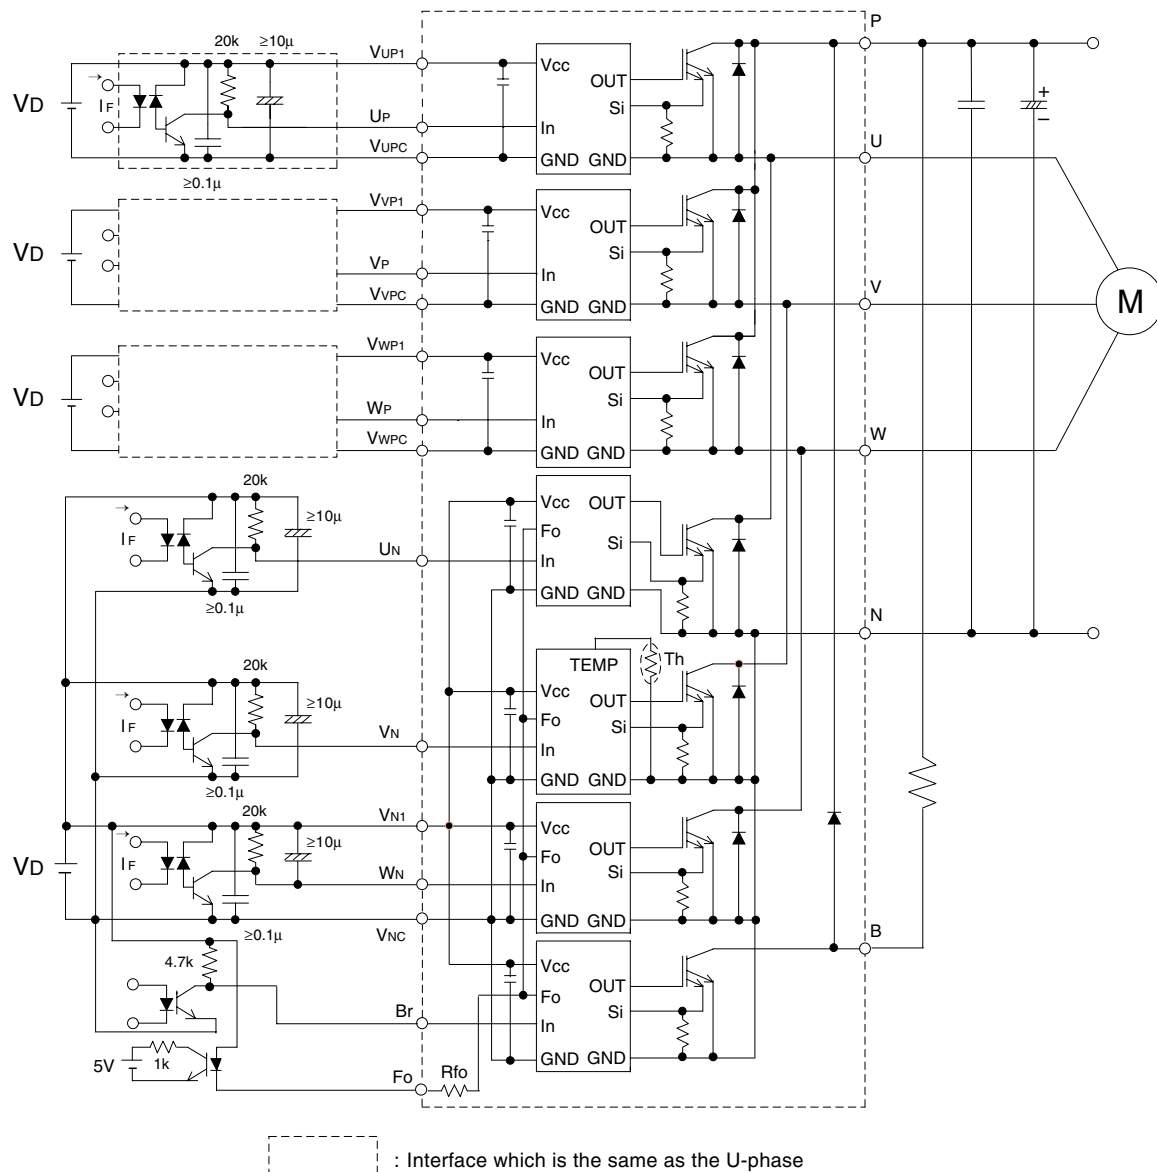 P
20k ≥10μ VUP1
Vcc
OUT
Si
VD IF UP In
VUPC GND GND U
≥0.1μ
VVP1 Vcc
OUT
VD Si
VP In
VVPC GND GND V
M
VWP1 Vcc
OUT
VD Si
WP In
VWPC GND GND W
20k
≥10μ Vcc OUT
Fo
IF Si
UN In
≥0.1μ GND GND
N
TEMP Th
20k
≥10μ Vcc
OUT
IF Fo Si
VN In
≥0.1μ GND GND
20k
VN1 Vcc
≥10μ
OUT
VD IF Fo
Si
WN In
VNC GND GND
≥0.1μ
B
4.7k Vcc
OUT
Fo
Si
Br In
5V 1k GND GND
Fo Rfo
+
–
: Interface which is the same as the U-phase